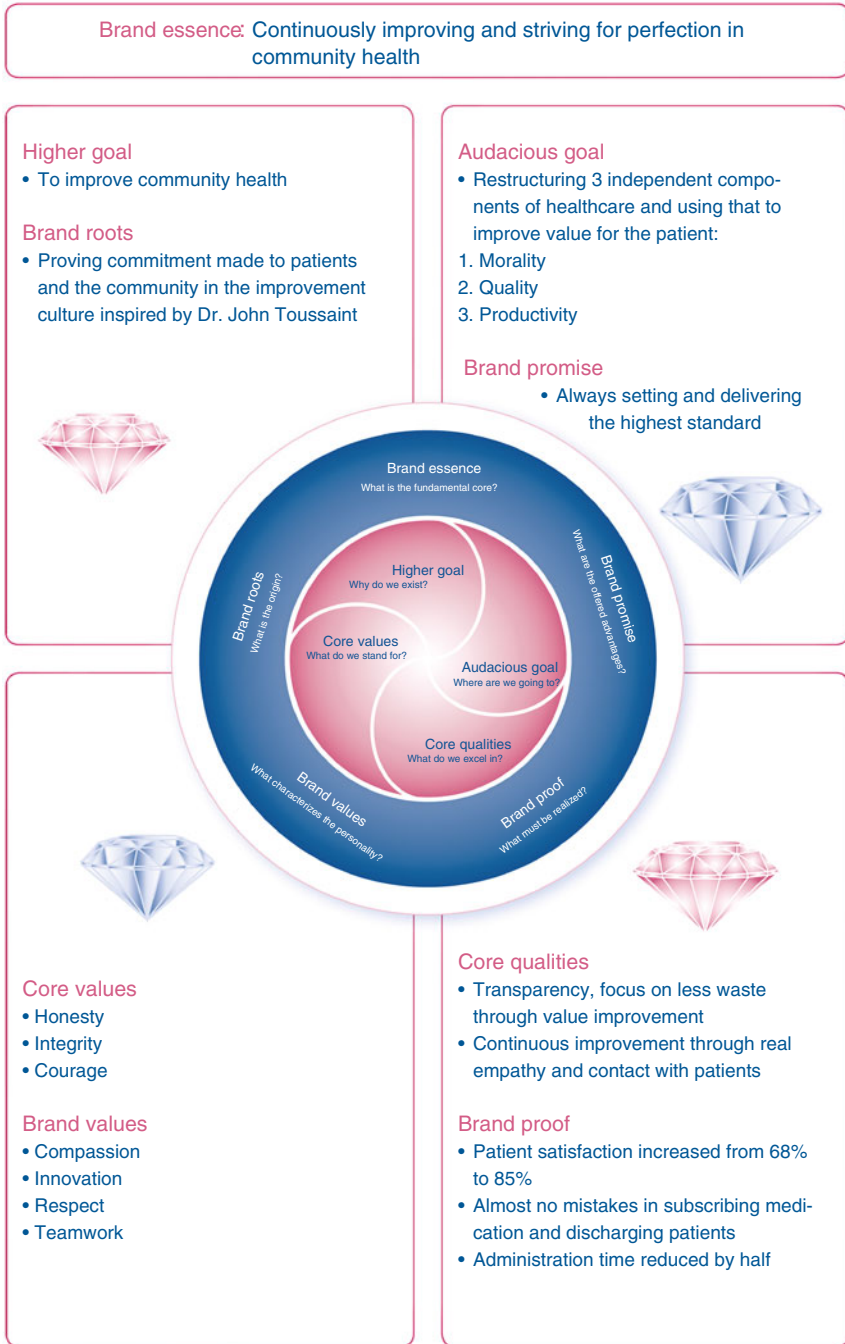 Brand essence: Continuously improving and striving for perfection in
community health
Higher goal
• To improve community health
Brand roots
• Proving commitment made to patients
and the community in the improvement
culture inspired by Dr. John Toussaint
Audacious goal
• Restructuring 3 independent compo-
nents of healthcare and using that to
improve value for the patient:
1. Morality
2. Quality
3. Productivity
Brand promise
• Always setting and delivering
the highest standard
Brand essence
What is the fundamental core?
Brand roots
What is the origin?
Brand promise
What are the offered advantages?
Higher goal
Why do we exist?
Core values
What do we stand for?
Audacious goal
Where are we going to?
Core qualities
What do we excel in?
Brand values
What characterizes the personality?
Brand proof
What must be realized?
Core values
• Honesty
• Integrity
• Courage
Brand values
• Compassion
• Innovation
• Respect
• Teamwork
Core qualities
• Transparency, focus on less waste
through value improvement
• Continuous improvement through real
empathy and contact with patients
Brand proof
• Patient satisfaction increased from 68%
to 85%
• Almost no mistakes in subscribing medi-
cation and discharging patients
• Administration time reduced by half